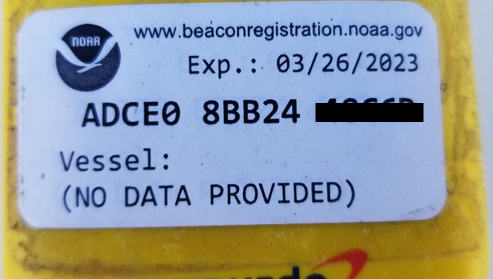 NOAA
www.beaconregistration.noaa.gov
Exp.: 03/26/2023
ADCE0 8BB24
Vessel:
(NO DATA PROVIDED)